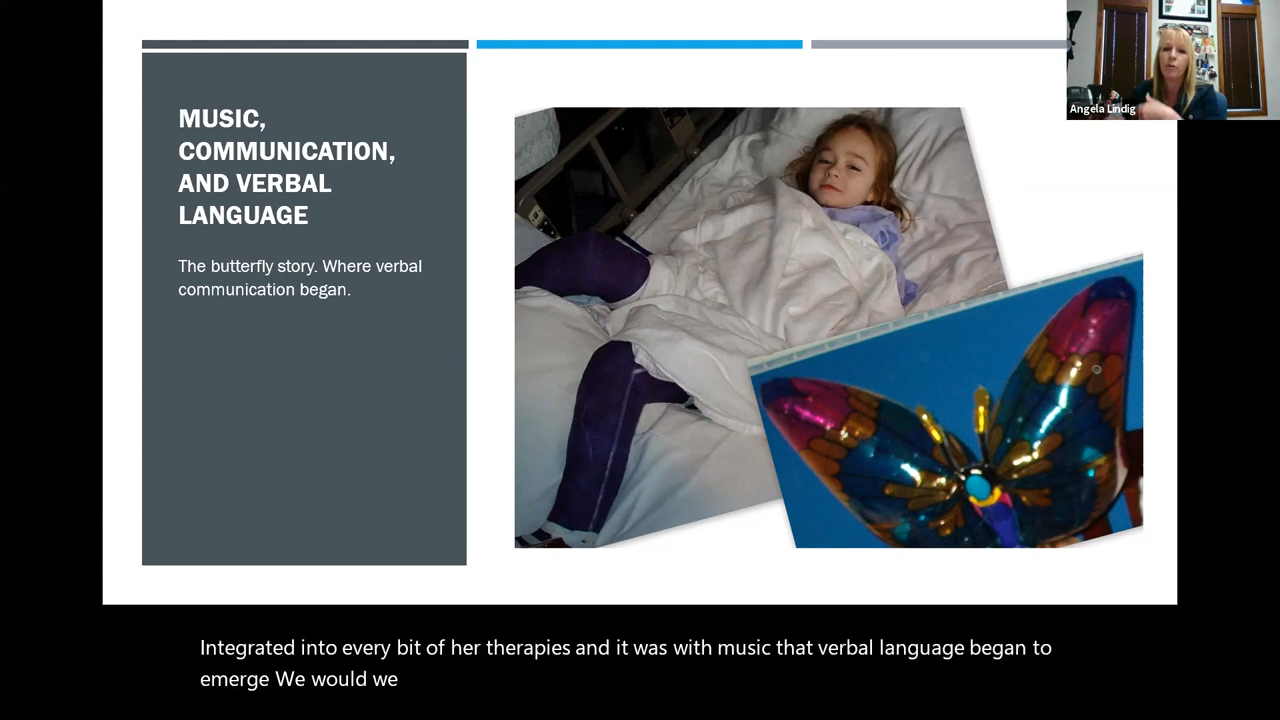 MUSIC,
COMMUNICATION,
AND VERBAL
LANGUAGE
The butterfly story. Where verbal
communication began.
Angela Lindig
Integrated into every bit of her therapies and it was with music that verbal language began to
emerge We would we